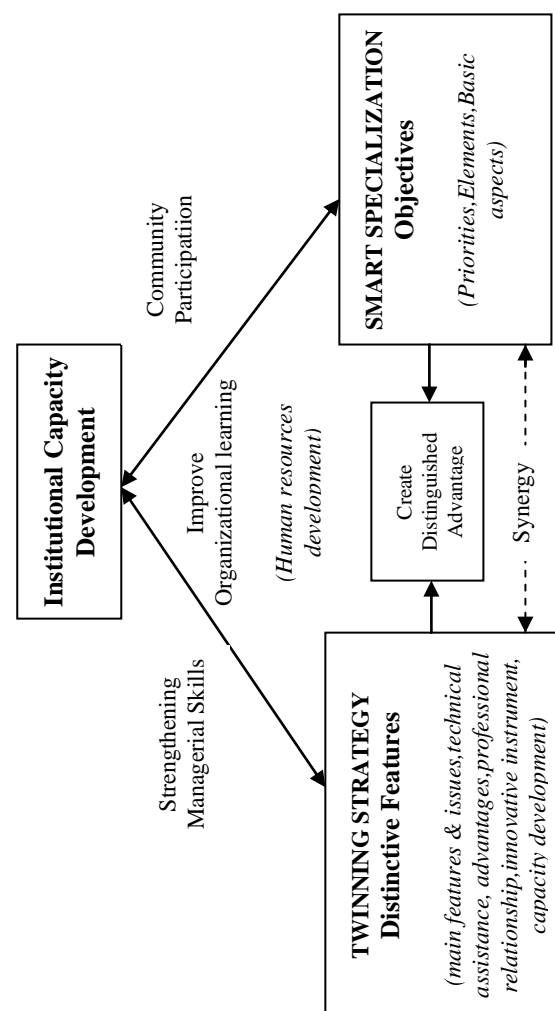 Institutional Capacity
Development
Strengthening
Managerial Skills
Improve
Organizational learning
(Human resources
development)
Community
Participatiion
TWINNING STRATEGY
Distinctive Features
(main features & issues,technical
assistance, advantages,professional
relationship,innovative instrument,
capacity development)
Create
Distinguished
Advantage
SMART SPECIALIZATION
Objectives
(Priorities,Elements,Basic
aspects)
Synergy